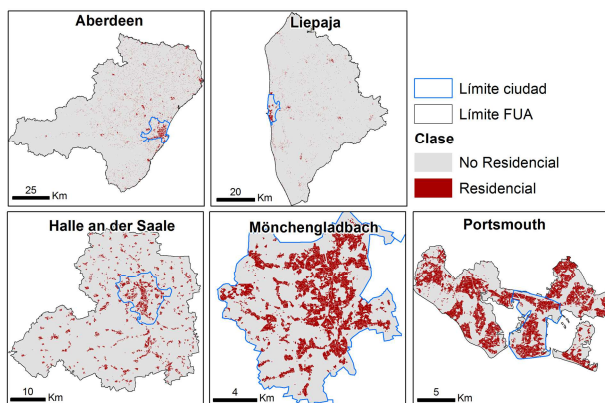 Aberdeen
25 Km
Liepaja
20 Km
Límite ciudad
Límite FUA
Clase
No Residencial
Residencial
Halle an der Saale
10 Km
Mönchengladbach
4 Km
Portsmouth
5 Km